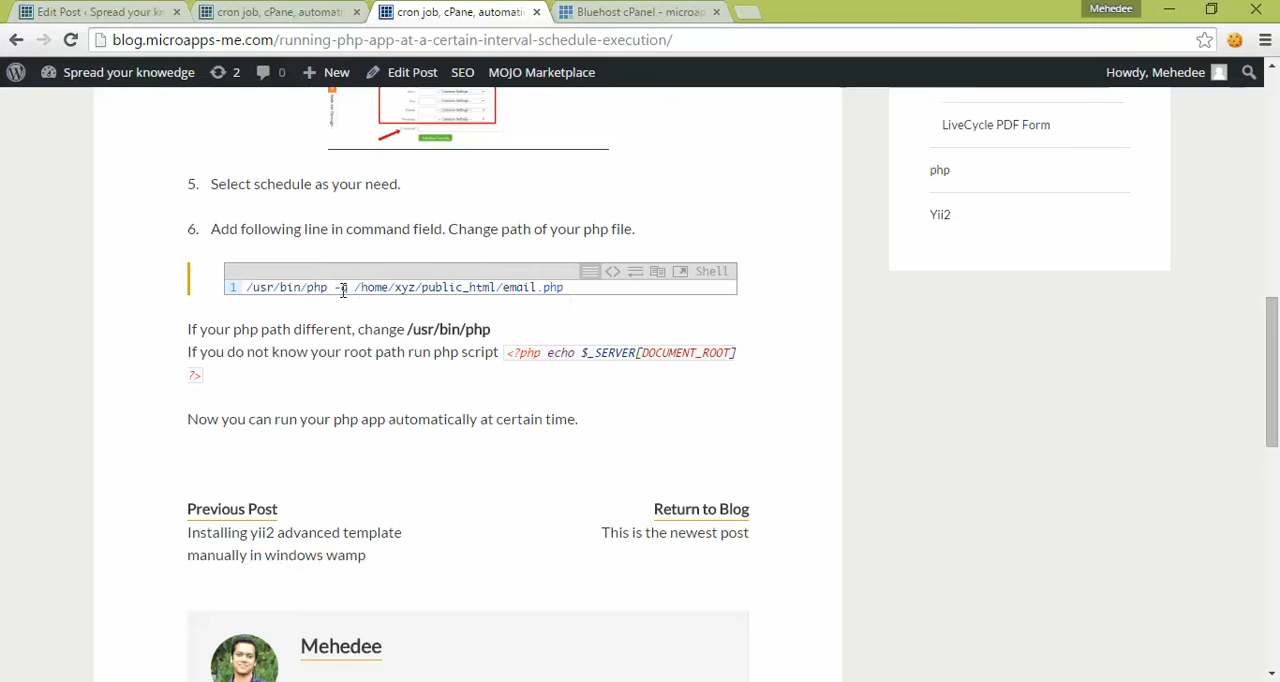 Edit Post ‹ Spread your kn
cron job, cPane, automati
cron job, cPane, automati
Bluehost cPanel - microap
Mehedee
blog.microapps-me.com/running-php-app-at-a-certain-interval-schedule-execution/
Spread your knowedge
2
0
New
Edit Post
SEO
MOJO Marketplace
Howdy, Mehedee
LiveCycle PDF Form
php
Yii2
5. Select schedule as your need.
6. Add following line in command field. Change path of your php file.
Shell
1 /usr/bin/php /home/xyz/public_html/email.php
If your php path different, change /usr/bin/php
If you do not know your root path run php script <?php echo $_SERVER[DOCUMENT_ROOT]
?>
Now you can run your php app automatically at certain time.
Previous Post
Installing yii2 advanced template
manually in windows wamp
Return to Blog
This is the newest post
Mehedee